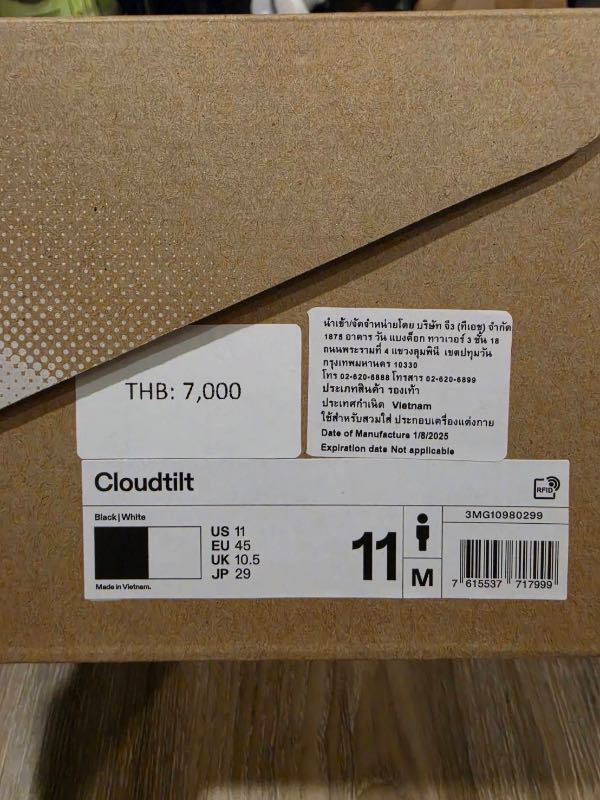 THB: 7,000
นำเข้า/จัดจำหน่ายโดย บริษัท จี3 (ทีเอช) จำกัด
1875 อาคาร วัน แบงค็อก ทาวเวอร์ 3 ชั้น 18
ถนนพระรามที่ 4 แขวงลุมพินี เขตปทุมวัน
กรุงเทพมหานคร 10330
โทร 02-620-6888 โทรสาร 02-620-6899
ประเภทสินค้า รองเท้า
ประเทศกำเนิด Vietnam
ใช้สำหรับสวมใส่ ประกอบเครื่องแต่งกาย
Date of Manufacture 1/8/2025
Expiration date Not applicable
Cloudtilt
RFID
Black | White
US 11
EU 45
UK 10.5
JP 29
Made in Vietnam.
11
M
3MG10980299
7 615537 717999